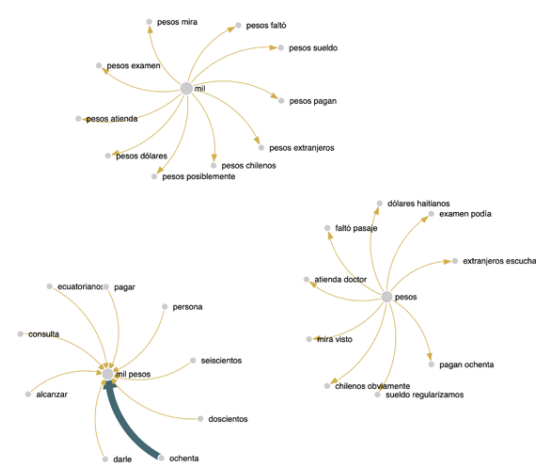 pesos mira
pesos faltó
pesos sueldo
pesos examen
mil
pesos pagan
pesos atienda
pesos extranjeros
pesos dólares
pesos chilenos
pesos posiblemente
dólares haitianos
examen podía
faltó pasaje
extranjeros escucha
atienda doctor
pesos
mira visto
pagan ochenta
chilenos obviamente
sueldo regularizamos
ecuatorianos
pagar
persona
consulta
seiscientos
mil pesos
alcanzar
doscientos
darle
ochenta